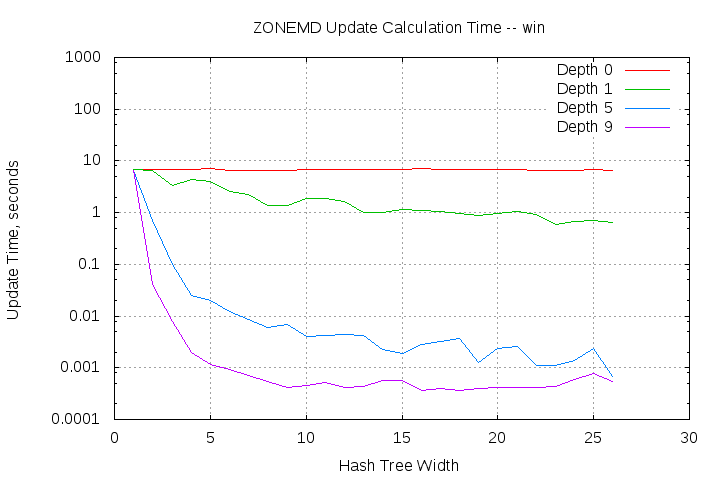 ZONEMD Update Calculation Time -- win
1000
100
10
1
0.1
0.01
0.001
0.0001
Update Time, seconds
Depth 0
Depth 1
Depth 5
Depth 9
0 5 10 15 20 25 30
Hash Tree Width